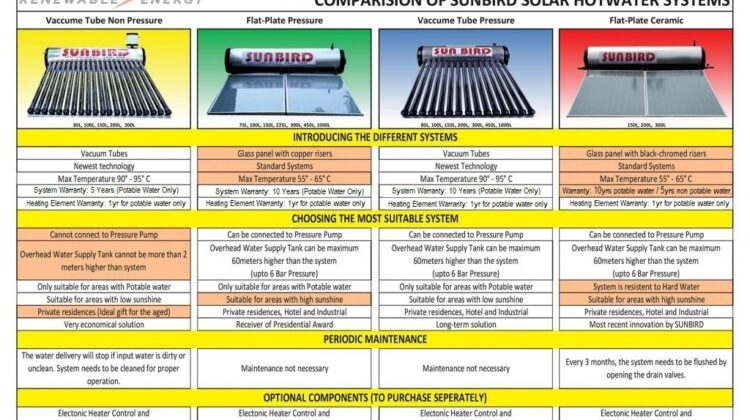 RENEWABLE ENERGY
COMPARISION OF SUNBIRD SOLAR HOTWATER SYSTEMS
Vaccume Tube Non Pressure
Flat-Plate Pressure
Vaccume Tube Pressure
Flat-Plate Ceramic
SUNBIRD
SUN BIRD
SUN BIRD
80L, 100L, 150L, 200L, 300L
75L, 100L, 150L, 225L, 300L, 450L, 1000L
80L, 100L, 150L, 200L, 300L, 450L, 1000L
150L, 200L, 300L
INTRODUCING THE DIFFERENT SYSTEMS
Vacuum Tubes
Glass panel with copper risers
Vacuum Tubes
Glass panel with black-chromed risers
Newest technology
Standard Systems
Newest technology
Standard Systems
Max Temperature 90° - 95° C
Max Temperature 55° - 65° C
Max Temperature 90° - 95° C
Max Temperature 55° - 65° C
System Warranty: 5 Years (Potable Water Only)
System Warranty: 10 Years (Potable water Only)
System Warranty: 10 Years (Potable water Only)
Warranty: 10yrs potable water / 5yrs non potable water
Heating Element Warranty: 1yr for potable water Only
Heating Element Warranty: 1yr for potable water Only
Heating Element Warranty: 1yr for potable water Only
Heating Element Warranty: 1yr for potable water Only
CHOOSING THE MOST SUITABLE SYSTEM
Cannot connect to Pressure Pump
Can be connected to Pressure Pump
Can be connected to Pressure Pump
Can be connected to Pressure Pump
Overhead Water Supply Tank cannot be more than 2
meters higher than the system
Overhead Water Supply Tank can be maximum
60meters higher than the system
(upto 6 Bar Pressure)
Overhead Water Supply Tank can be maximum
60meters higher than the system
(upto 6 Bar Pressure)
Overhead Water Supply Tank can be maximum
60meters higher than the system
(upto 6 Bar Pressure)
Only suitable for areas with Potable water
Only suitable for areas with Potable water
Only suitable for areas with Potable water
System is resistent to Hard Water
Suitable for areas with low sunshine
Suitable for areas with high sunshine
Suitable for areas with low sunshine
Suitable for areas with high sunshine
Private residences (Ideal gift for the aged)
Private residences, Hotel and Industrial
Private residences, Hotel and Industrial
Private residences, Hotel and Industrial
Very economical solution
Receiver of Presidential Award
Long-term solution
Most recent innovation by SUNBIRD
PERIODIC MAINTENANCE
The water delivery will stop if input water is dirty or
unclean. System needs to be cleaned for proper
operation.
Maintenance not necessary
Maintenance not necessary
Every 3 months, the system needs to be flushed by
opening the drain valves.
OPTIONAL COMPONENTS (TO PURCHASE SEPERATELY)
Electonic Heater Control and
Electonic Heater Control and
Electonic Heater Control and
Electonic Heater Control and